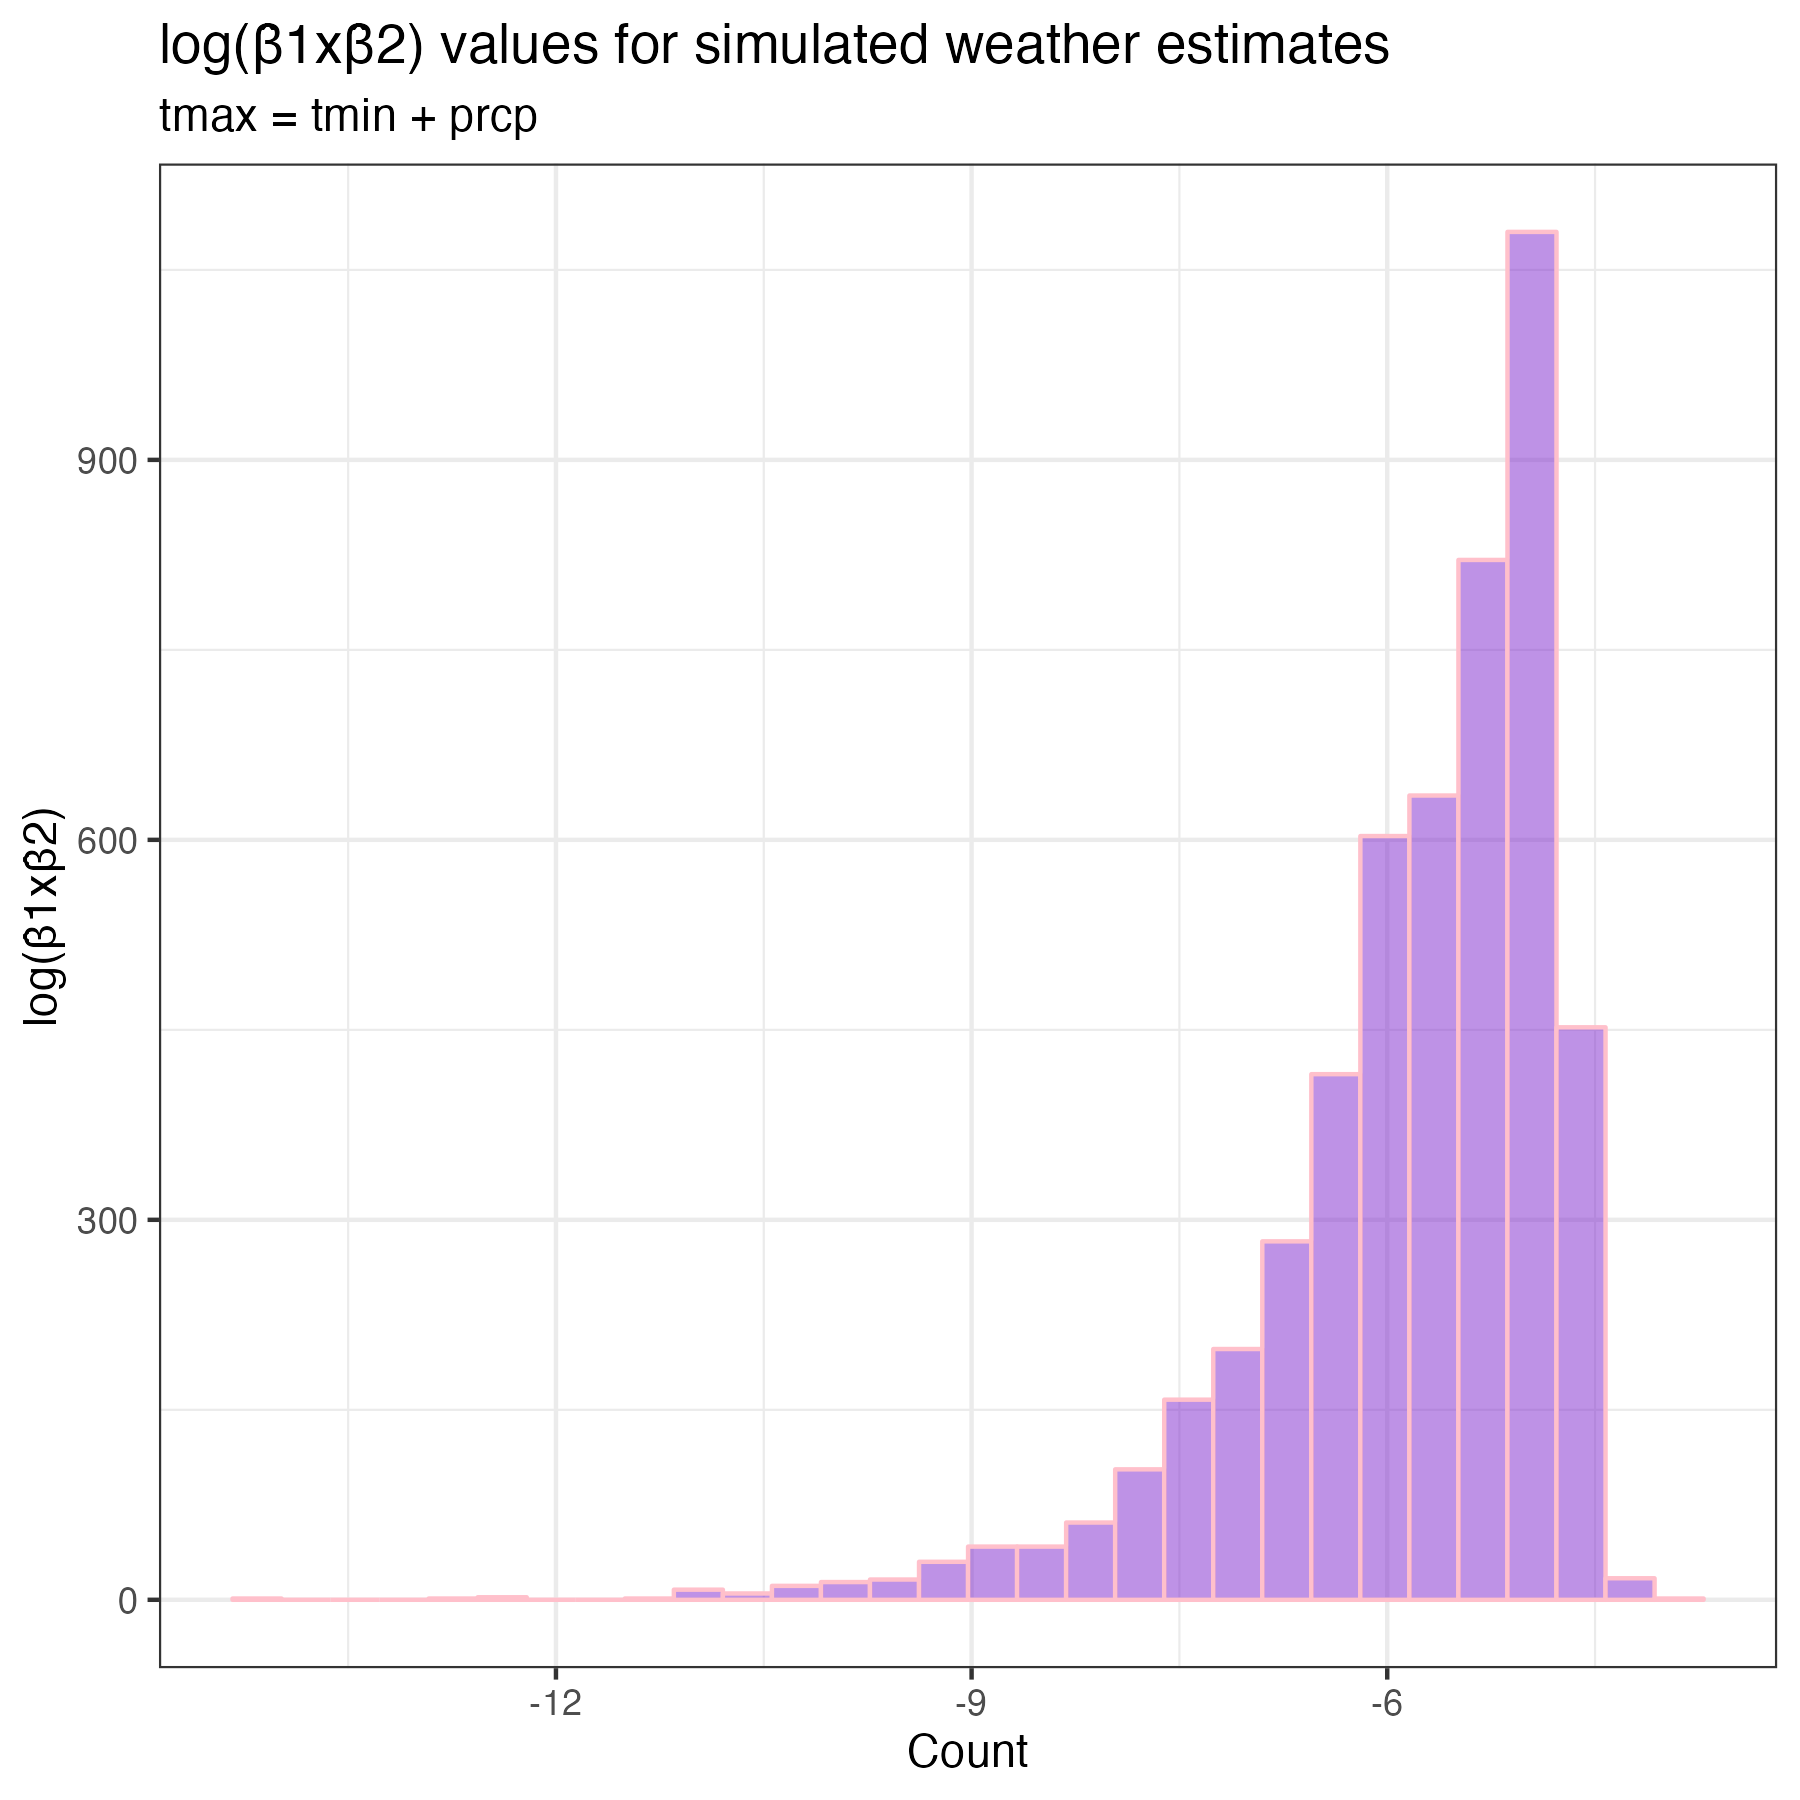 log(β1xβ2) values for simulated weather estimates
tmax = tmin + prcp
log(β1xβ2)
900
600
300
0
-12
-9
-6
Count